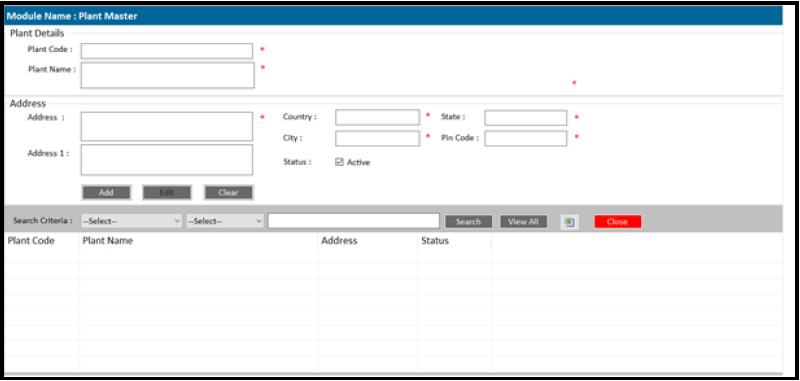 Module Name : Plant Master
Plant Details
Plant Code : *
Plant Name : *
*
Address
Address : * Country : * State : *
City : * Pin Code : *
Address 1 :
Status : Active
Add Edit Clear
Search Criteria : --Select-- --Select-- Search View All Close
Plant Code Plant Name Address Status